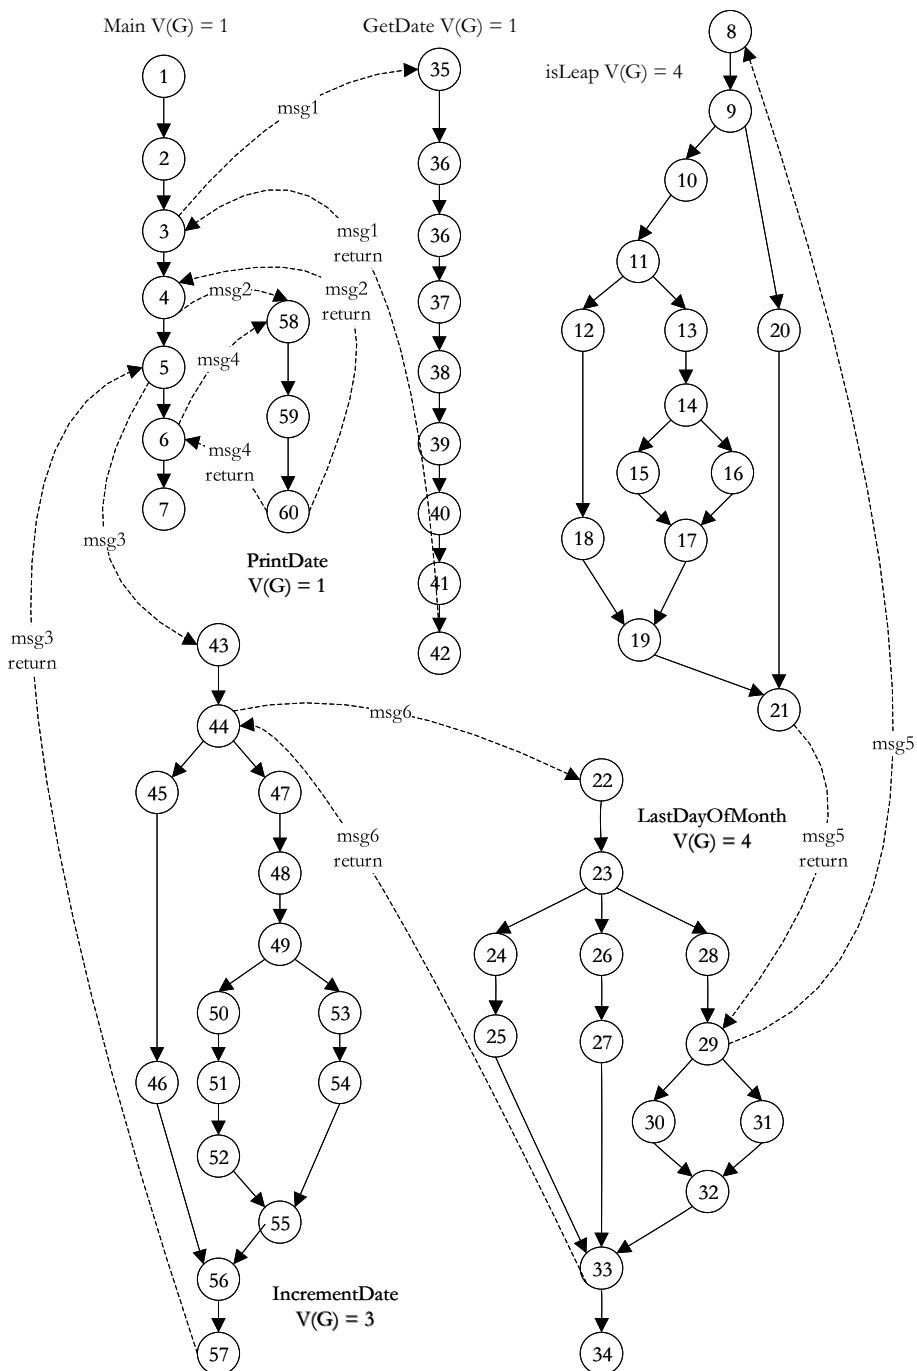 Main V(G) = 1
GetDate V(G) = 1
8
isLeap V(G) = 4
1
35
msg1
9
2
36
10
3
36
msg1
return
11
4
msg2
msg2
return
37
58
12
13
20
5
msg4
38
14
59
6
39
msg4
return
15
16
7
60
40
18
17
msg3
PrintDate
V(G) = 1
41
msg3
return
43
42
19
21
44
msg6
msg5
45
47
22
msg6
return
LastDayOfMonth
V(G) = 4
msg5
return
48
23
49
24
26
28
50
53
25
27
29
46
51
54
30
31
52
32
55
56
33
IncrementDate
V(G) = 3
57
34